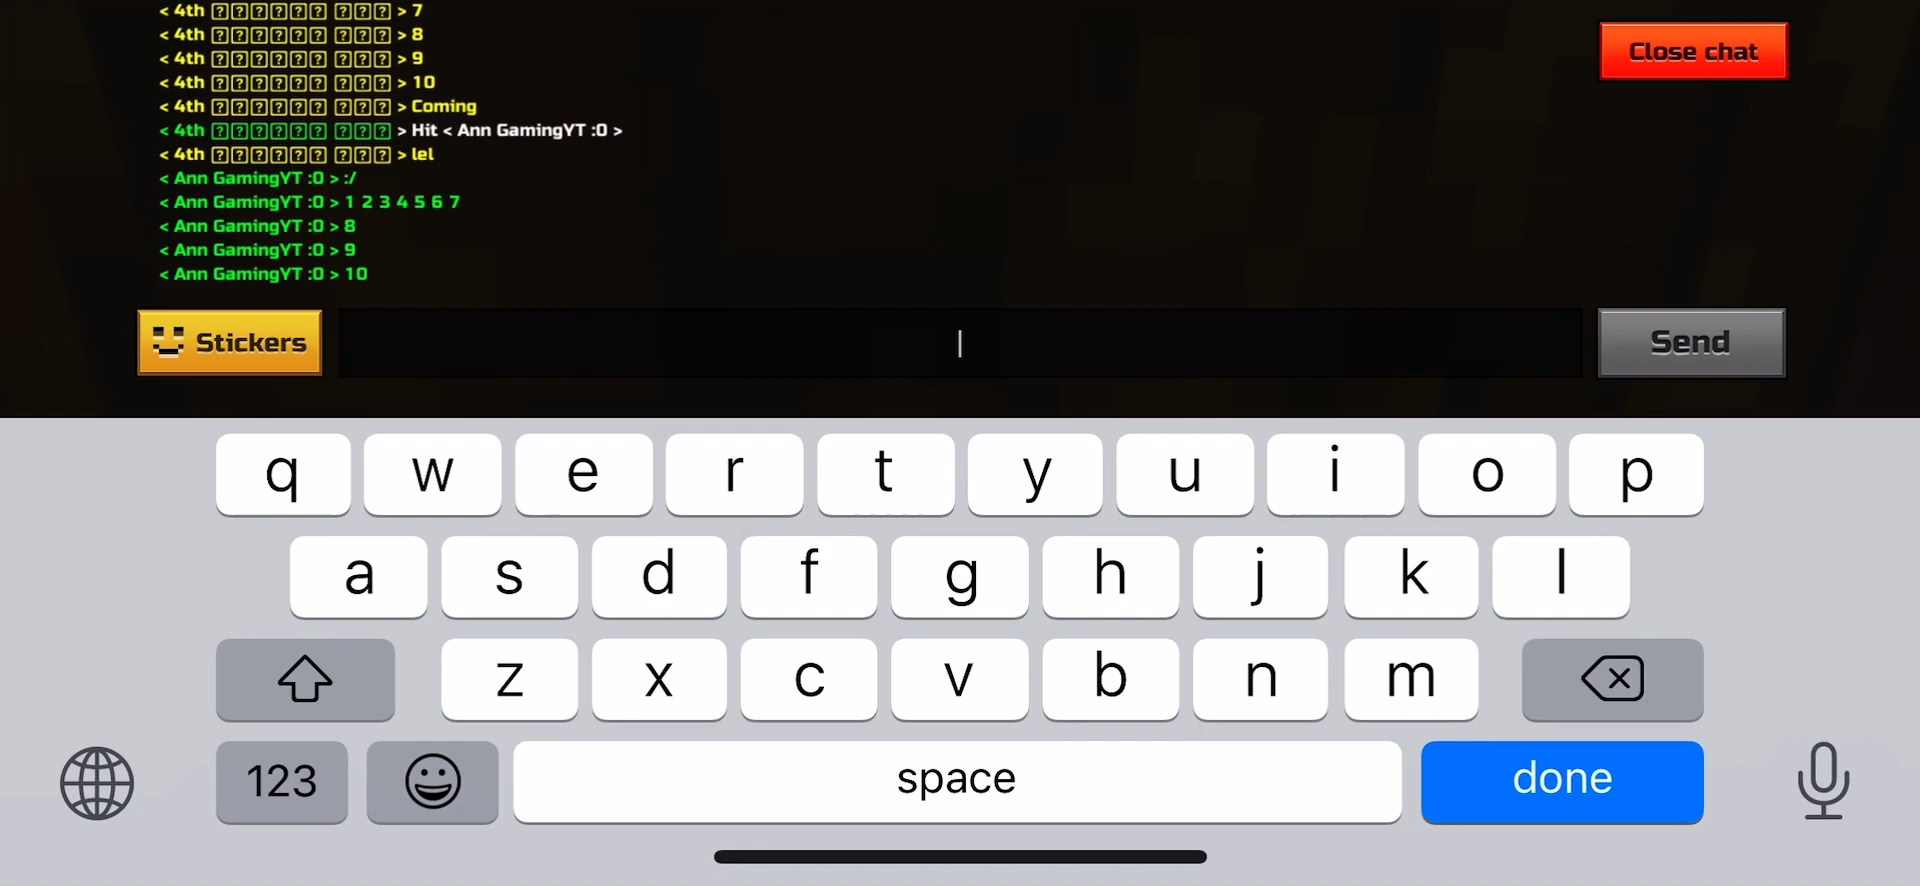 < 4th ⍰⍰⍰⍰⍰⍰ ⍰⍰⍰ > 7
< 4th ⍰⍰⍰⍰⍰⍰ ⍰⍰⍰ > 8
< 4th ⍰⍰⍰⍰⍰⍰ ⍰⍰⍰ > 9
< 4th ⍰⍰⍰⍰⍰⍰ ⍰⍰⍰ > 10
< 4th ⍰⍰⍰⍰⍰⍰ ⍰⍰⍰ > Coming
< 4th ⍰⍰⍰⍰⍰⍰ ⍰⍰⍰ > Hit < Ann GamingYT :0 >
< 4th ⍰⍰⍰⍰⍰⍰ ⍰⍰⍰ > lel
< Ann GamingYT :0 > :/
< Ann GamingYT :0 > 1 2 3 4 5 6 7
< Ann GamingYT :0 > 8
< Ann GamingYT :0 > 9
< Ann GamingYT :0 > 10
Close chat
Stickers
Send
q w e r t y u i o p
a s d f g h j k l
z x c v b n m
123 space done